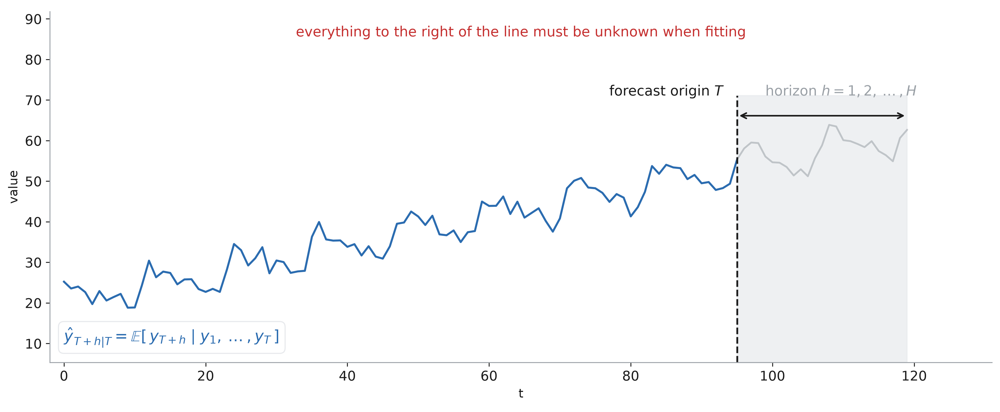 everything to the right of the line must be unknown when fitting
forecast origin T
horizon h = 1, 2, … , H
90
80
70
60
50
40
30
20
10
value
ŷ_{T+h|T} = 𝔼[ y_{T+h} | y_1, … , y_T ]
0 20 40 60 80 100 120
t